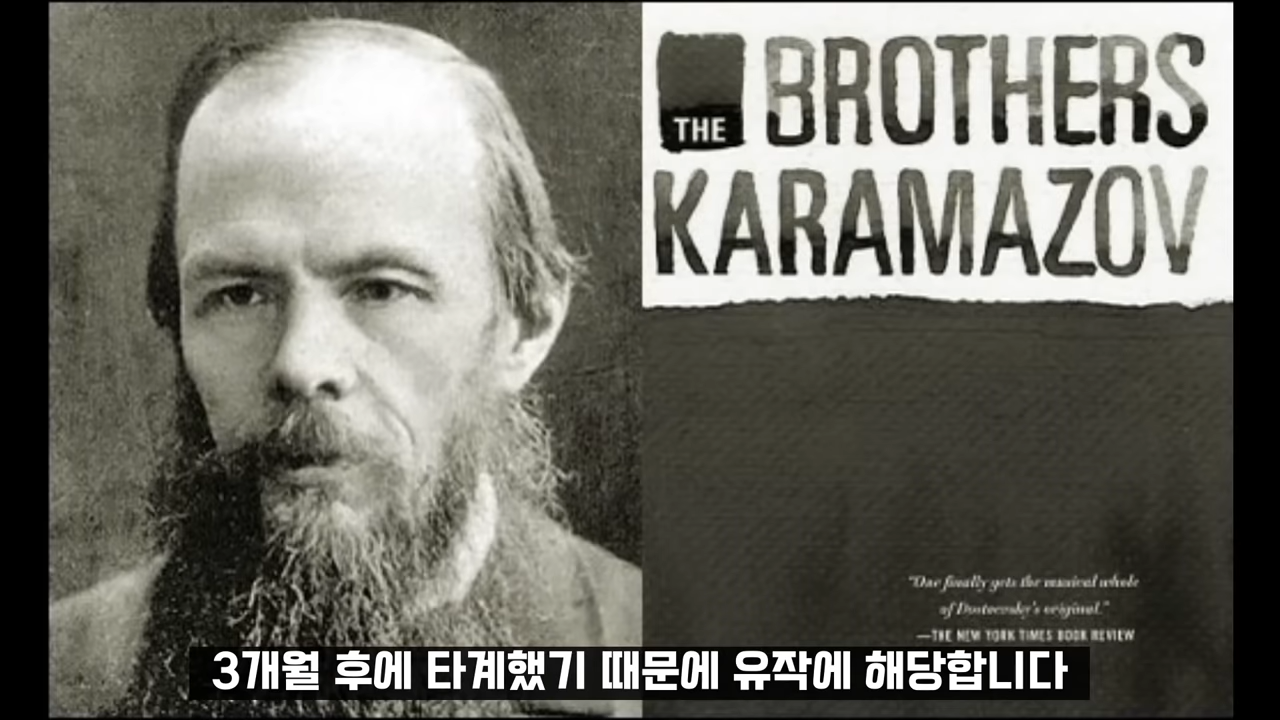 THE BROTHERS
KARAMAZOV
"One finally gets the musical whole
of Dostoevsky's original."
—THE NEW YORK TIMES BOOK REVIEW
3개월 후에 타계했기 때문에 유작에 해당합니다